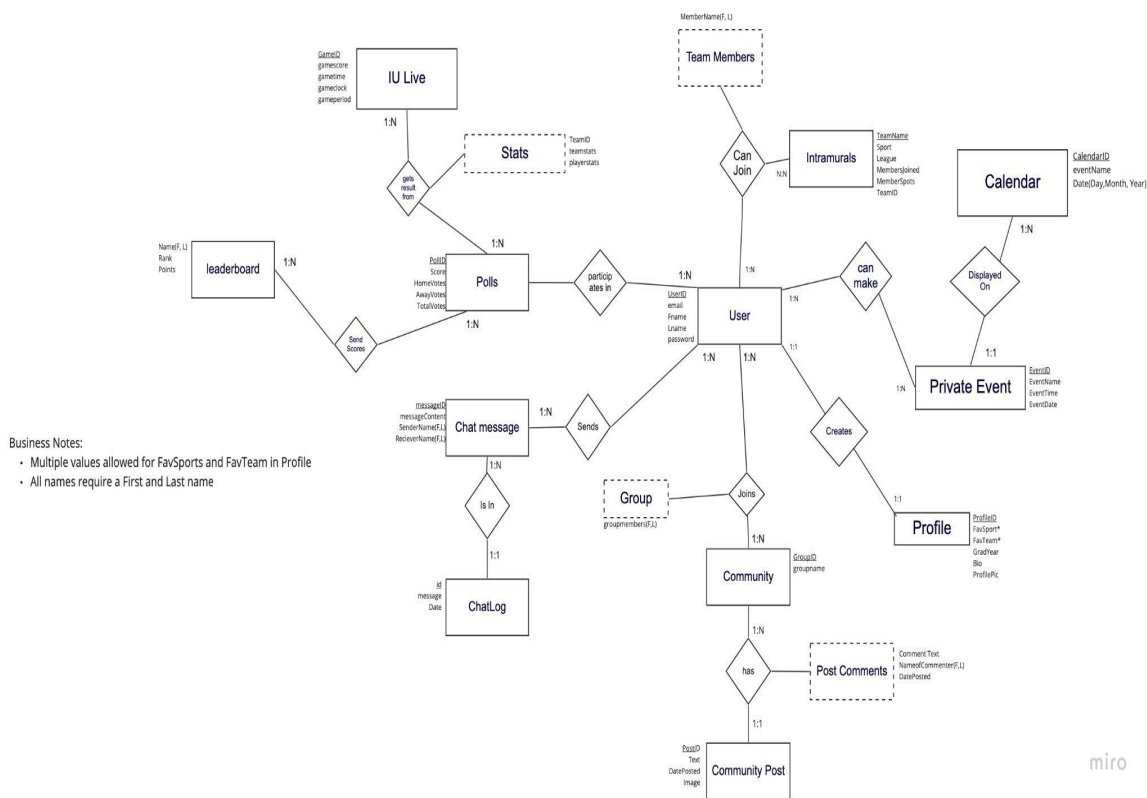 MemberName(F, L)
Team Members
GameID
gamescore
gametime
gameclock
gameperiod
IU Live
1:N
Stats
TeamID
teamstats
playerstats
gets
result
from
1:N
Can
Join
N:N
Intramurals
TeamName
Sport
League
MembersJoined
MemberSpots
TeamID
Calendar
CalendarID
eventName
Date(Day,Month, Year)
1:N
Name(F, L)
Rank
Points
leaderboard
1:N
PollID
Score
HomeVotes
AwayVotes
TotalVotes
Polls
1:N
particip
ates in
1:N
1:N
UserID
email
Fname
Lname
password
User
1:N
1:1
1:N
1:N
can
make
Displayed
On
1:1
Send
Scores
1:N
Private Event
EventID
EventName
EventTime
EventDate
messageID
messageContent
SenderName(F,L)
RecieverName(F,L)
Chat message
1:N
Sends
Creates
Business Notes:
• Multiple values allowed for FavSports and FavTeam in Profile
• All names require a First and Last name
1:N
Is In
1:1
id
message
Date
ChatLog
Group
groupmembers(F,L)
Joins
1:N
1:1
Profile
ProfileID
FavSport*
FavTeam*
GradYear
Bio
ProfilePic
Community
GroupID
groupname
1:N
has
Post Comments
Comment Text
NameofCommenter(F,L)
DatePosted
1:1
PostID
Text
DatePosted
Image
Community Post
miro